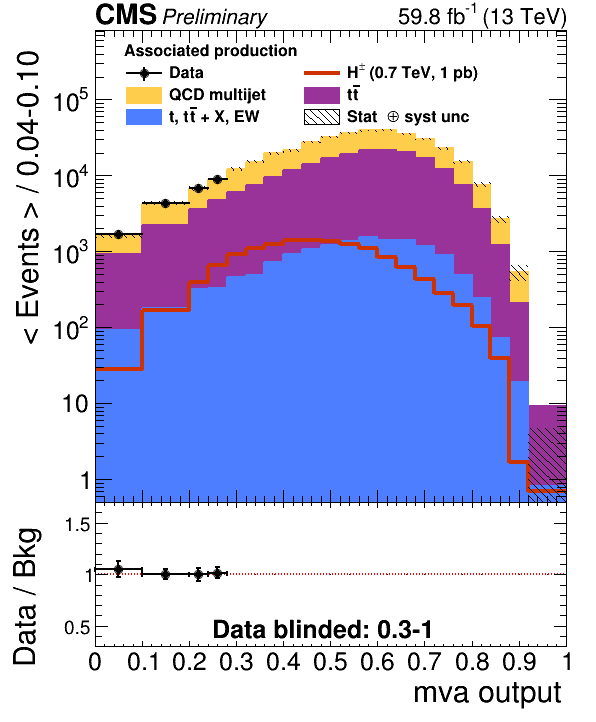 CMS Preliminary 59.8 fb⁻¹ (13 TeV)
Associated production
Data
H± (0.7 TeV, 1 pb)
QCD multijet
tt̄
t, tt̄ + X, EW
Stat ⊕ syst unc
< Events > / 0.04-0.10
10⁵
10⁴
10³
10²
10
1
Data / Bkg
1.5
1
0.5
Data blinded: 0.3-1
0 0.1 0.2 0.3 0.4 0.5 0.6 0.7 0.8 0.9 1
mva output